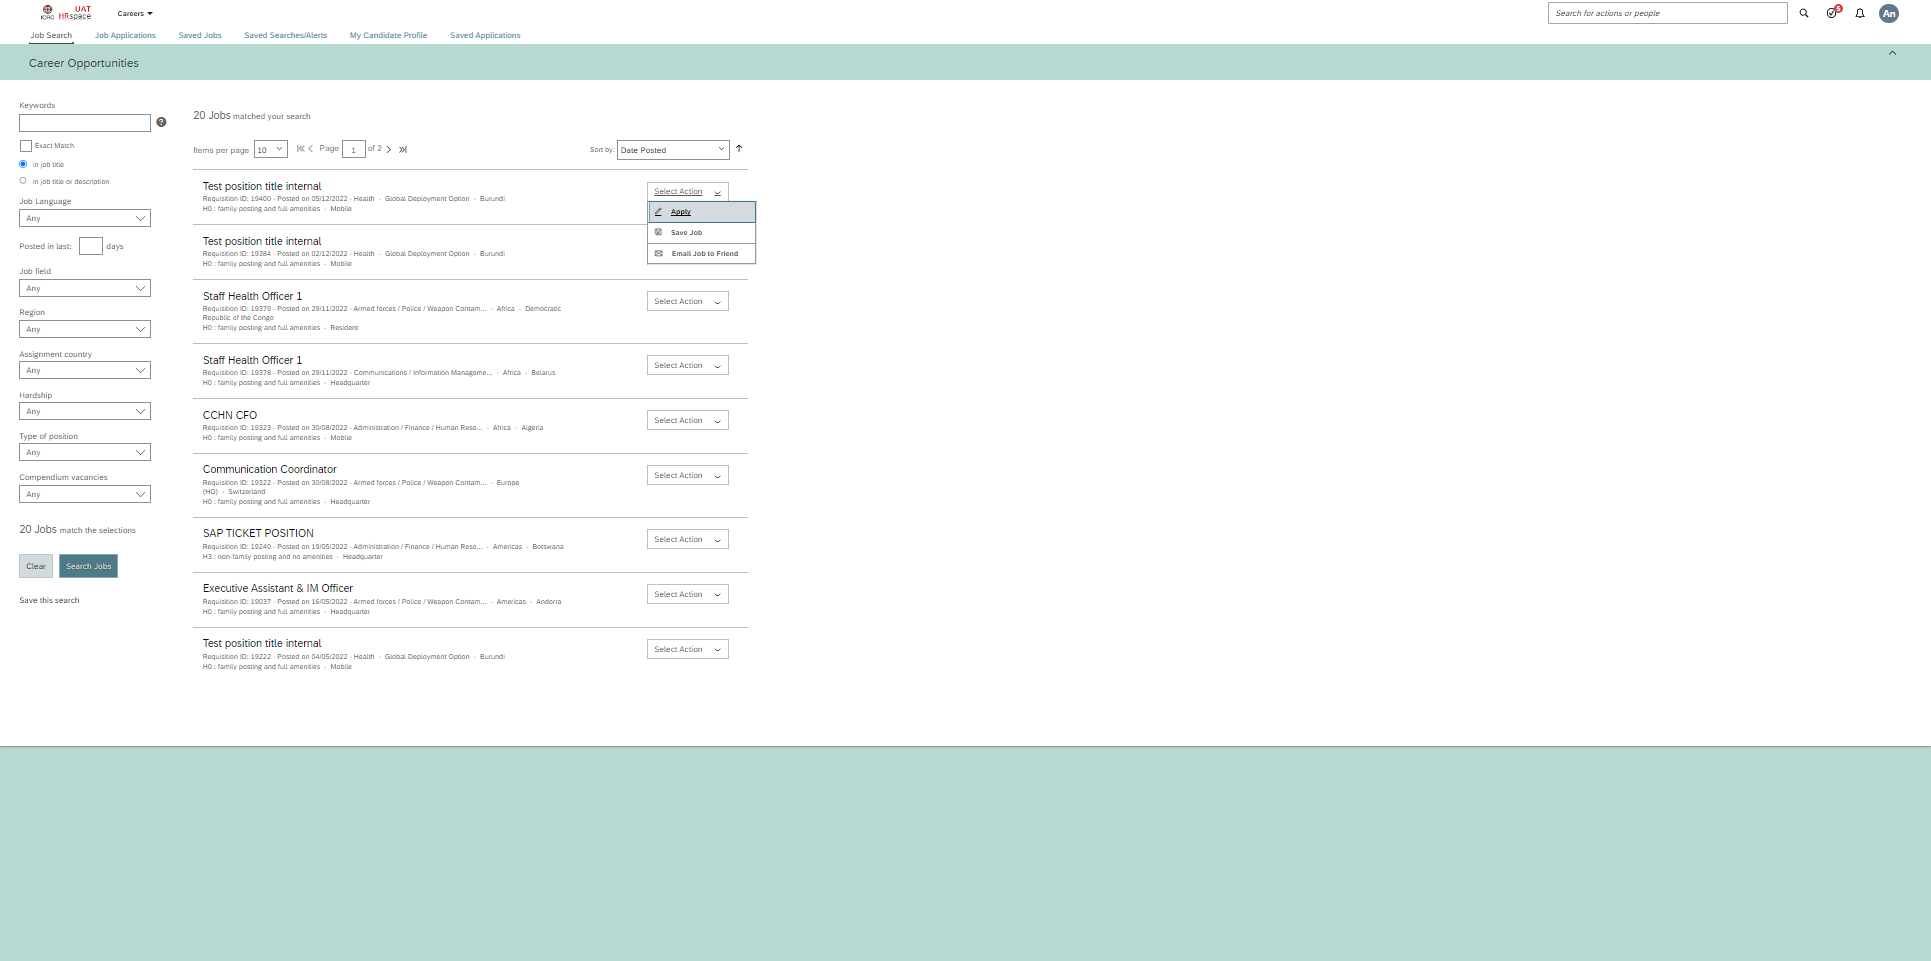 ICRC
UAT
HRspace
Careers
Search for actions or people
5
An
Job Search
Job Applications
Saved Jobs
Saved Searches/Alerts
My Candidate Profile
Saved Applications
Career Opportunities
Keywords
?
Exact Match
in job title
in job title or description
Job Language
Any
Posted in last: days
Job field
Any
Region
Any
Assignment country
Any
Hardship
Any
Type of position
Any
Compendium vacancies
Any
20 Jobs match the selections
Clear
Search Jobs
Save this search
20 Jobs matched your search
Items per page 10 Page 1 of 2
Sort by: Date Posted
Test position title internal
Requisition ID: 19400 - Posted on 05/12/2022 - Health - Global Deployment Option - Burundi
H0 : family posting and full amenities - Mobile
Select Action
Apply
Save Job
Email Job to Friend
Test position title internal
Requisition ID: 19384 - Posted on 02/12/2022 - Health - Global Deployment Option - Burundi
H0 : family posting and full amenities - Mobile
Staff Health Officer 1
Requisition ID: 19379 - Posted on 29/11/2022 - Armed forces / Police / Weapon Contam... - Africa - Democratic
Republic of the Congo
H0 : family posting and full amenities - Resident
Select Action
Staff Health Officer 1
Requisition ID: 19378 - Posted on 29/11/2022 - Communications / Information Manageme... - Africa - Belarus
H0 : family posting and full amenities - Headquarter
Select Action
CCHN CFO
Requisition ID: 19323 - Posted on 30/08/2022 - Administration / Finance / Human Reso... - Africa - Algeria
H0 : family posting and full amenities - Mobile
Select Action
Communication Coordinator
Requisition ID: 19322 - Posted on 30/08/2022 - Armed forces / Police / Weapon Contam... - Europe
(HQ) - Switzerland
H0 : family posting and full amenities - Headquarter
Select Action
SAP TICKET POSITION
Requisition ID: 19240 - Posted on 19/05/2022 - Administration / Finance / Human Reso... - Americas - Botswana
H3 : non-family posting and no amenities - Headquarter
Select Action
Executive Assistant & IM Officer
Requisition ID: 19037 - Posted on 16/05/2022 - Armed forces / Police / Weapon Contam... - Americas - Andorra
H0 : family posting and full amenities - Headquarter
Select Action
Test position title internal
Requisition ID: 19222 - Posted on 04/05/2022 - Health - Global Deployment Option - Burundi
H0 : family posting and full amenities - Mobile
Select Action